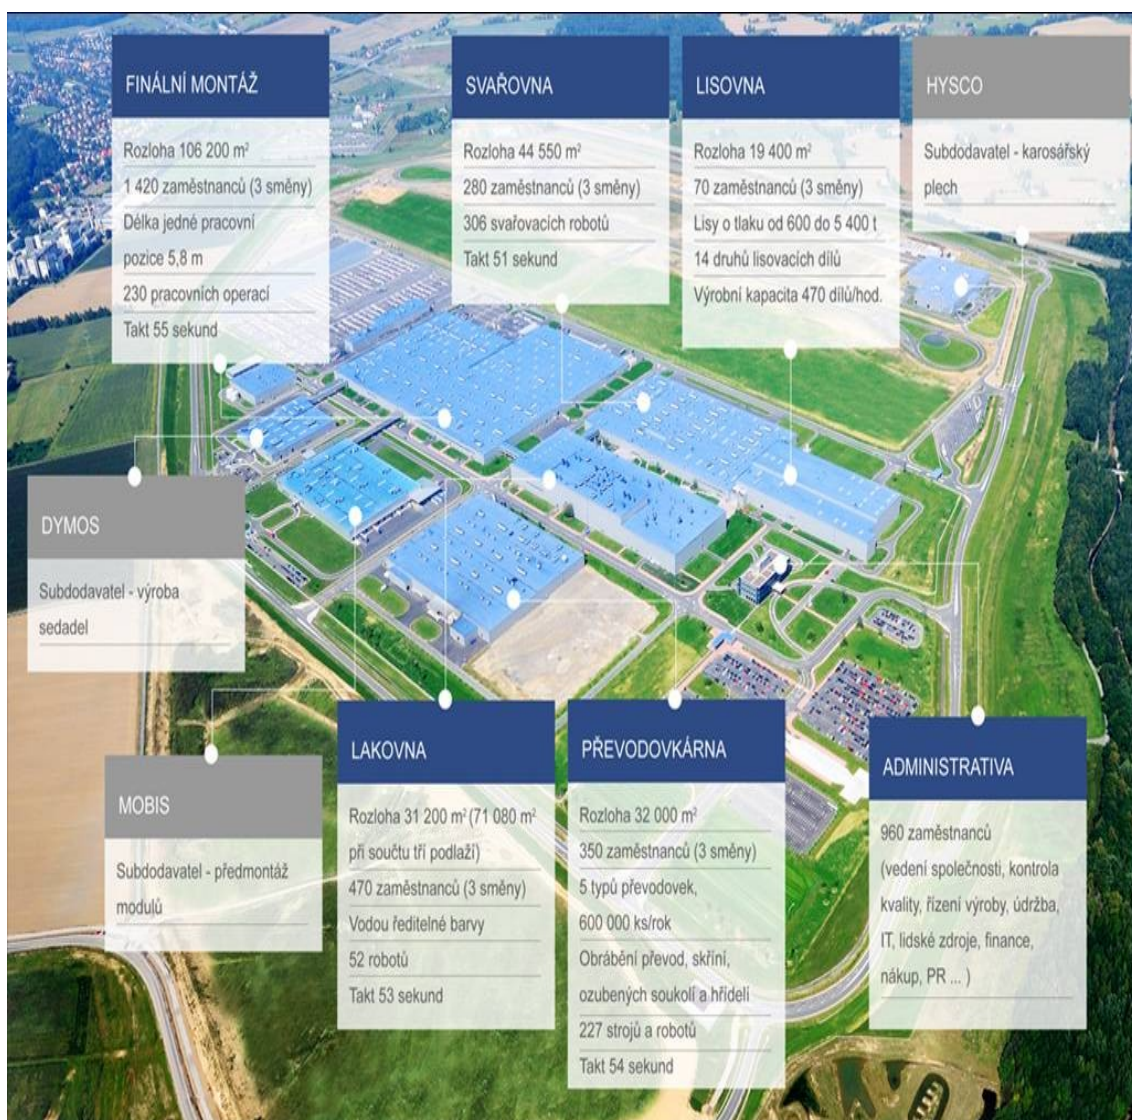 FINÁLNÍ MONTÁŽ
Rozloha 106 200 m²
1 420 zaměstnanců (3 směny)
Délka jedné pracovní
pozice 5,8 m
230 pracovních operací
Takt 55 sekund
SVAŘOVNA
Rozloha 44 550 m²
280 zaměstnanců (3 směny)
306 svařovacích robotů
Takt 51 sekund
LISOVNA
Rozloha 19 400 m²
70 zaměstnanců (3 směny)
Lisy o tlaku od 600 do 5 400 t
14 druhů lisovacích dílů
Výrobní kapacita 470 dílů/hod.
HYSCO
Subdodavatel - karosářský
plech
DYMOS
Subdodavatel - výroba
sedadel
MOBIS
Subdodavatel - předmontáž
modulů
LAKOVNA
Rozloha 31 200 m² (71 080 m²
při součtu tří podlaží)
470 zaměstnanců (3 směny)
Vodou ředitelné barvy
52 robotů
Takt 53 sekund
PŘEVODOVKÁRNA
Rozloha 32 000 m²
350 zaměstnanců (3 směny)
5 typů převodovek,
600 000 ks/rok
Obrábění převod, skříní,
ozubených soukolí a hřídelí
227 strojů a robotů
Takt 54 sekund
ADMINISTRATIVA
960 zaměstnanců
(vedení společnosti, kontrola
kvality, řízení výroby, údržba,
IT, lidské zdroje, finance,
nákup, PR ... )